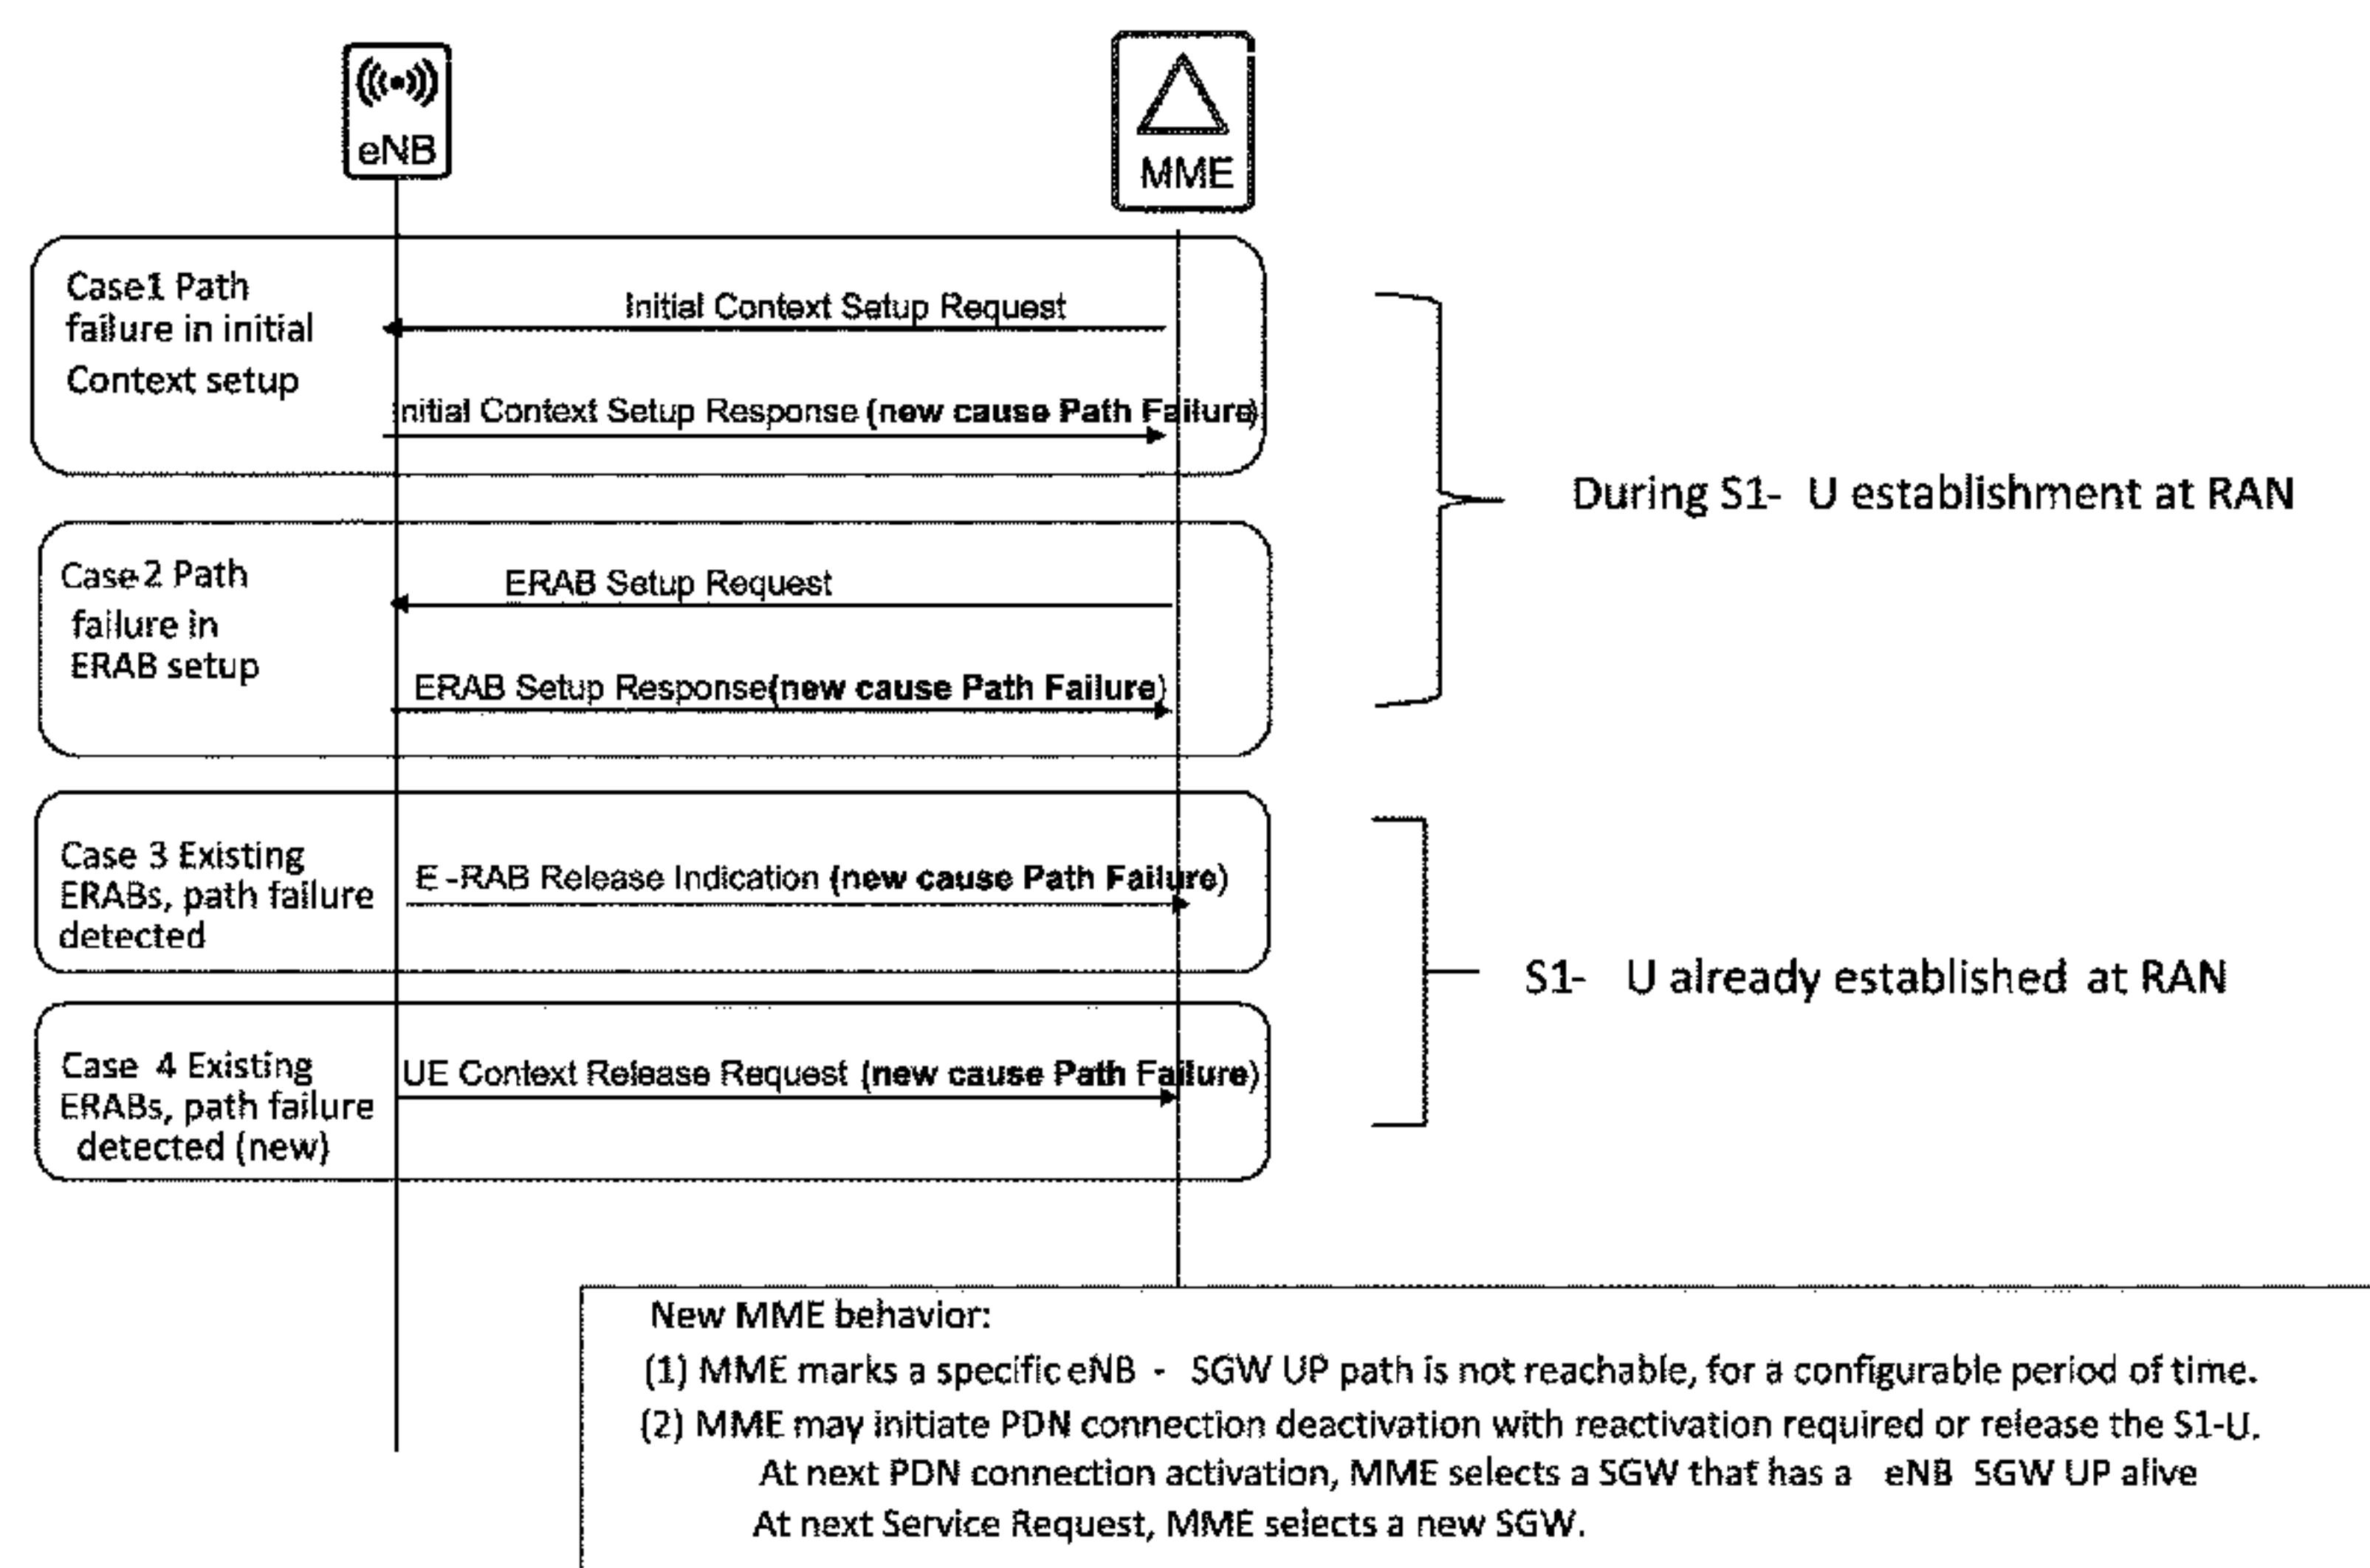 eNB
MME
Case1 Path
failure in initial
Context setup
Initial Context Setup Request
Initial Context Setup Response (new cause Path Failure)
During S1- U establishment at RAN
Case 2 Path
failure in
ERAB setup
ERAB Setup Request
ERAB Setup Response(new cause Path Failure)
Case 3 Existing
ERABs, path failure
detected
E -RAB Release Indication (new cause Path Failure)
S1- U already established at RAN
Case 4 Existing
ERABs, path failure
detected (new)
UE Context Release Request (new cause Path Failure)
New MME behavior:
(1) MME marks a specific eNB - SGW UP path is not reachable, for a configurable period of time.
(2) MME may initiate PDN connection deactivation with reactivation required or release the S1-U.
At next PDN connection activation, MME selects a SGW that has a eNB SGW UP alive
At next Service Request, MME selects a new SGW.